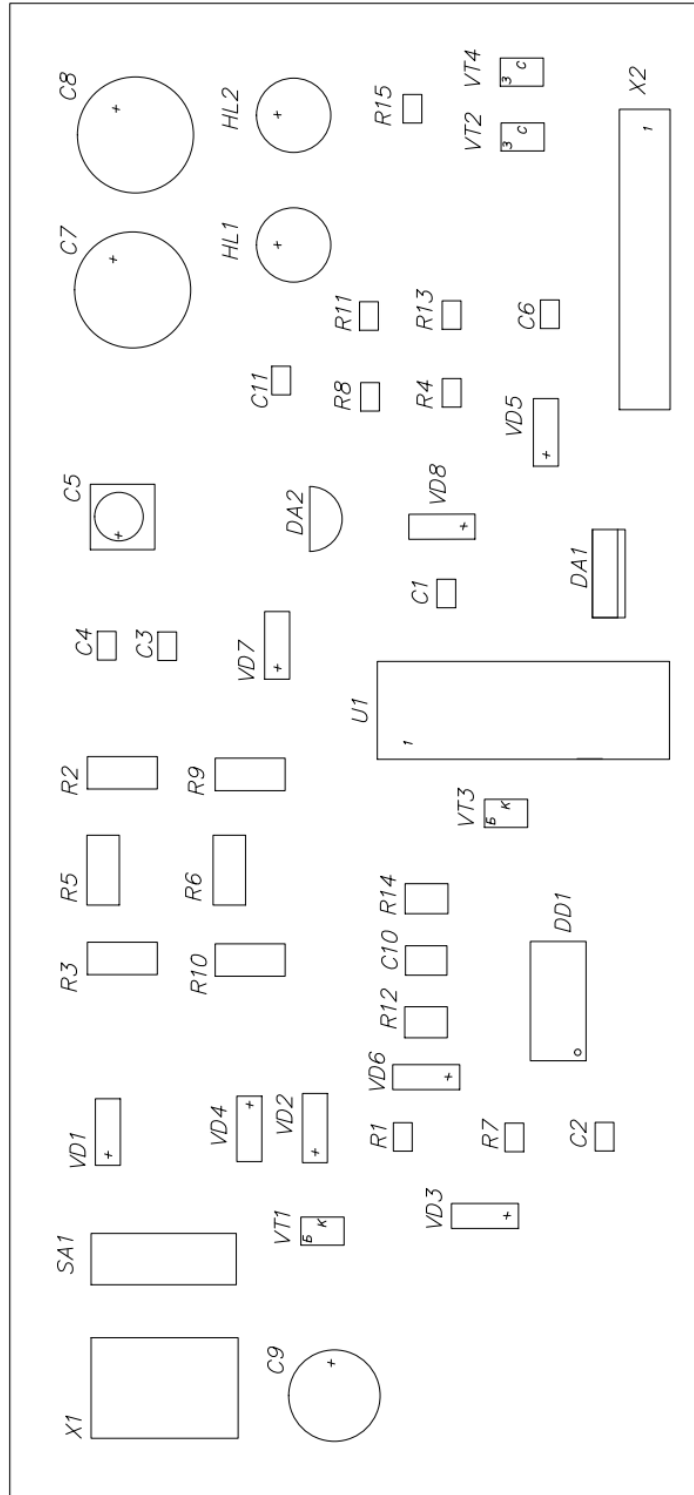 X1
SA1
VD1
+
R3
R5
R2
C4
C3
C5
+
C7
+
C8
+
R10
R6
R9
VD4
+
VD7
+
HL1
+
HL2
+
C11
C9
+
VT1
Б К
VD2
+
DA2
R1
VD6
+
R12
C10
R14
U1
1
R8
R11
R15
VD3
+
C1
VD8
+
R4
R13
VT3
Б К
VT2
З С
VT4
З С
R7
VD5
+
C6
C2
DD1
DA1
X2
1